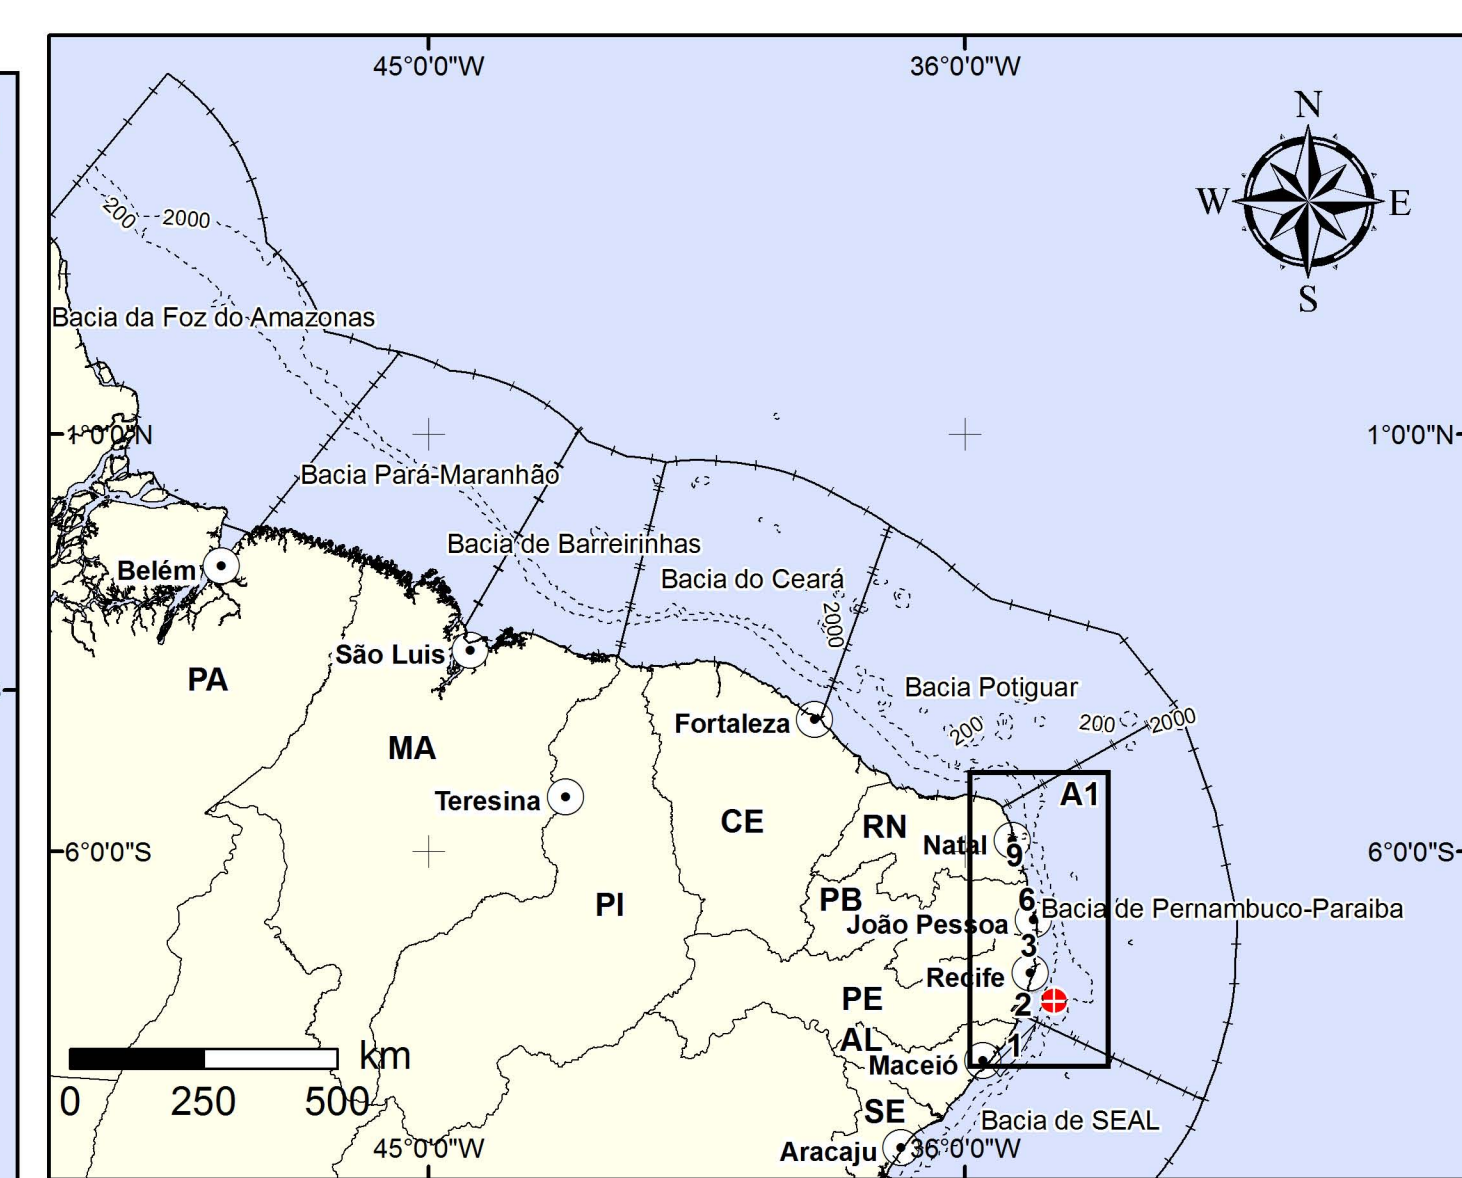 45°0'0"W 36°0'0"W
N
W E
S
200 2000
Bacia da Foz do Amazonas
1°0'0"N 1°0'0"N
Bacia Pará-Maranhão
Bacia de Barreirinhas
Belém
Bacia do Ceará
2000
São Luis
PA
Bacia Potiguar
Fortaleza
200 200 2000
MA
Teresina
A1
CE
RN
Natal
9
6°0'0"S 6°0'0"S
PI
PB
6
Bacia de Pernambuco-Paraiba
João Pessoa
3
Recife
PE
2
AL
1
Maceió
km
0 250 500
SE
Bacia de SEAL
Aracaju
45°0'0"W 36°0'0"W